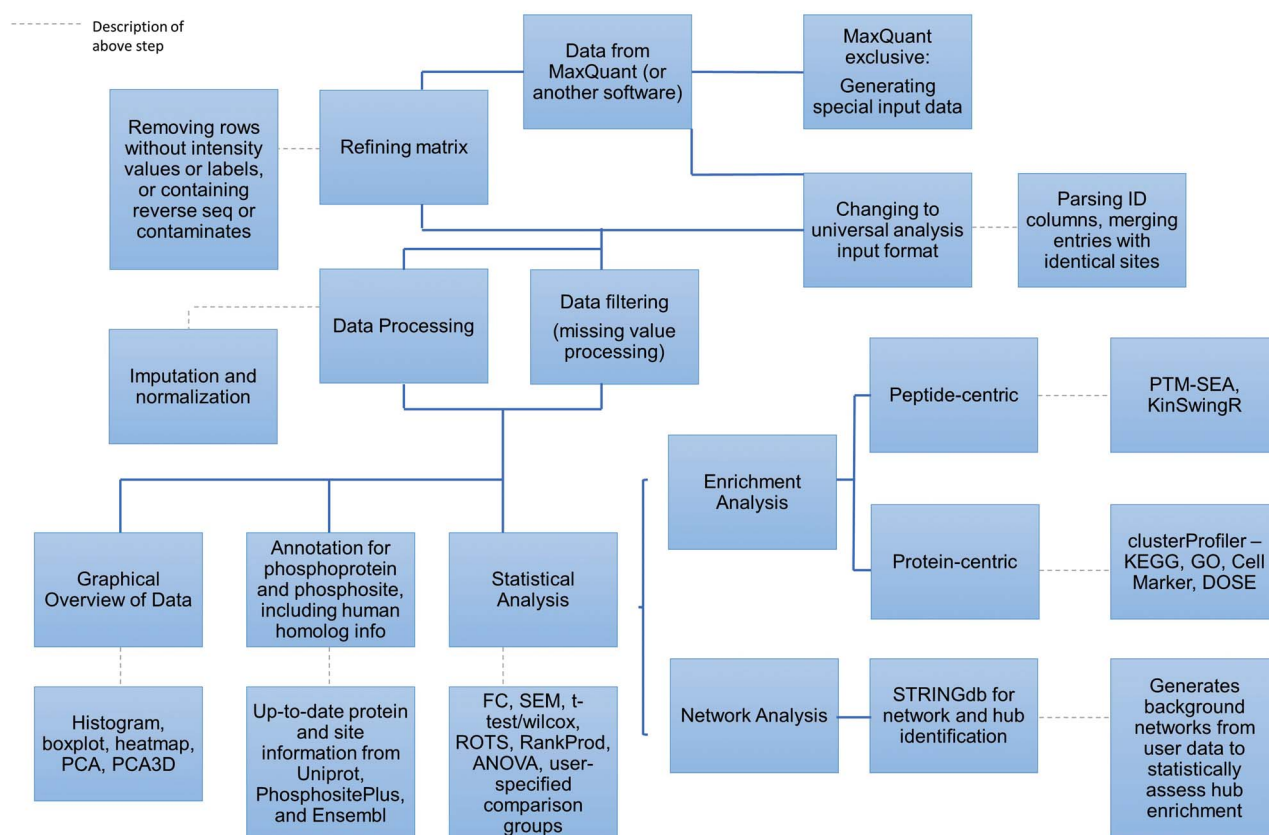 Description of
above step
Data from
MaxQuant (or
another software)
MaxQuant
exclusive:
Generating
special input data
Removing rows
without intensity
values or labels,
or containing
reverse seq or
contaminates
Refining matrix
Changing to
universal analysis
input format
Parsing ID
columns, merging
entries with
identical sites
Data Processing
Data filtering
(missing value
processing)
Imputation and
normalization
Peptide-centric
PTM-SEA,
KinSwingR
Enrichment
Analysis
Protein-centric
clusterProfiler –
KEGG, GO, Cell
Marker, DOSE
Graphical
Overview of Data
Annotation for
phosphoprotein
and phosphosite,
including human
homolog info
Statistical
Analysis
Histogram,
boxplot, heatmap,
PCA, PCA3D
Up-to-date protein
and site
information from
Uniprot,
PhosphositePlus,
and Ensembl
FC, SEM, t-
test/wilcox,
ROTS, RankProd,
ANOVA, user-
specified
comparison
groups
Network Analysis
STRINGdb for
network and hub
identification
Generates
background
networks from
user data to
statistically
assess hub
enrichment